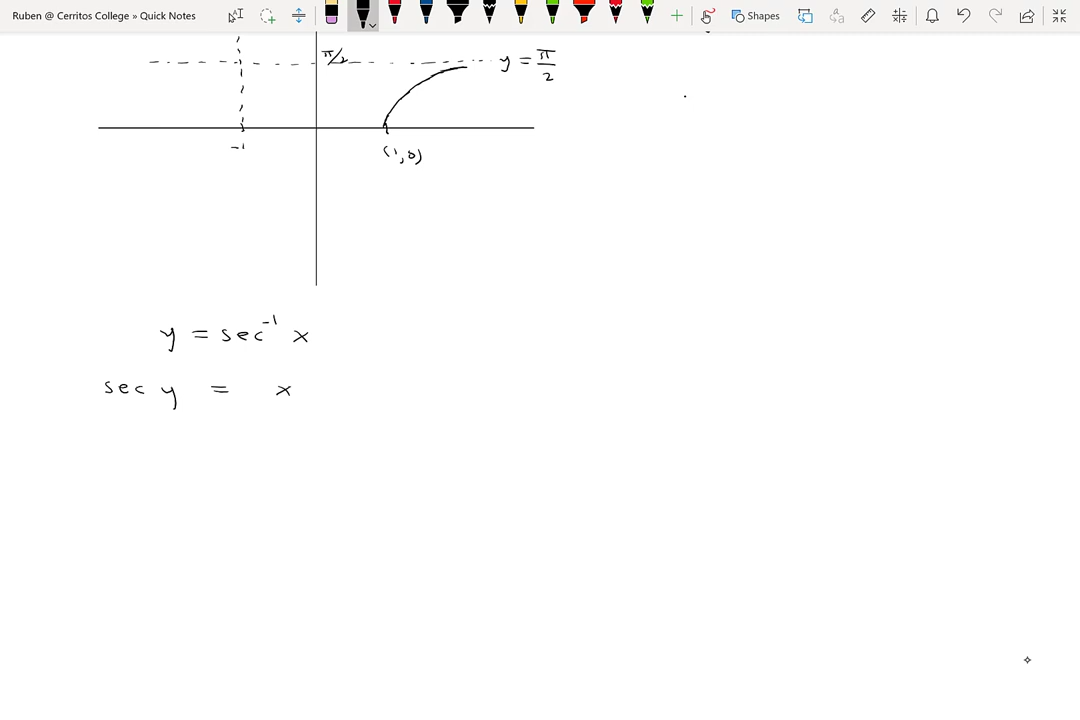 Ruben @ Cerritos College » Quick Notes
Shapes
π/2
y = π/2
-1
(1,0)
y = sec⁻¹ x
sec y = x